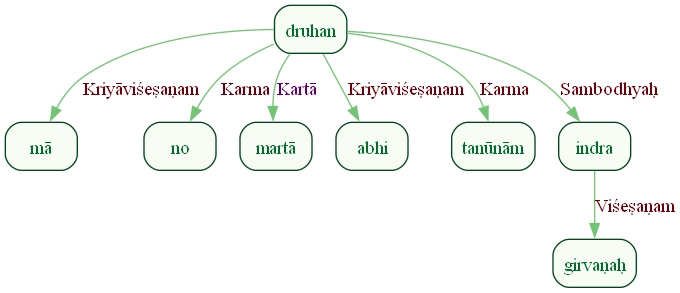 druhan
Kriyāviśeṣaṇam Karma Kartā Kriyāviśeṣaṇam Karma Sambodhyaḥ
mā no martā abhi tanūnām indra
Viśeṣaṇam
girvaṇaḥ